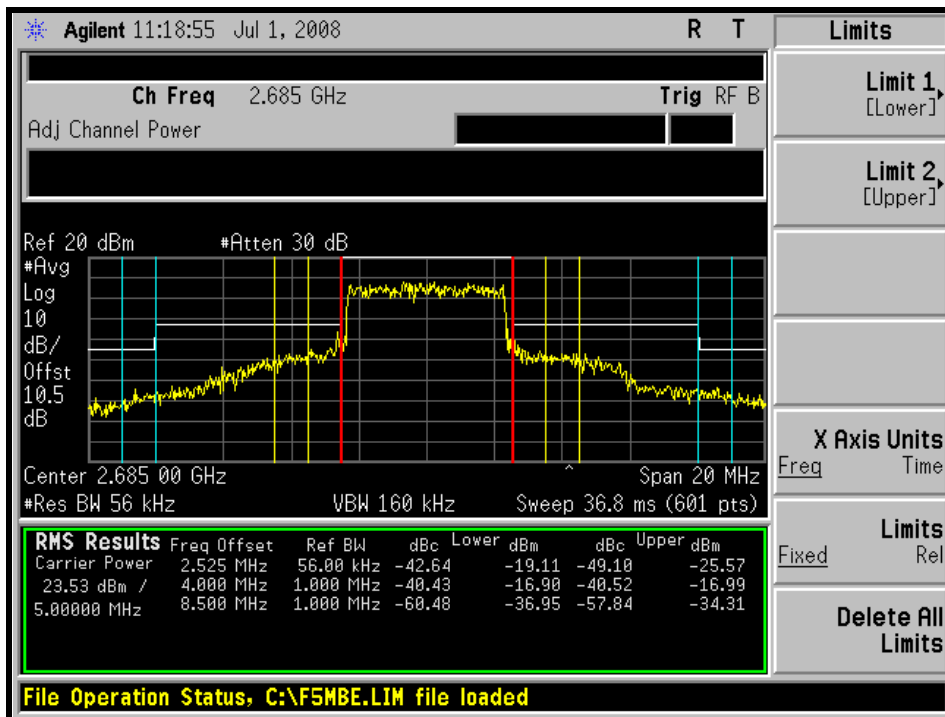 Agilent 11:18:55 Jul 1, 2008 R T
Limits
Ch Freq 2.685 GHz Trig RF B
Adj Channel Power
Limit 1
[Lower]
Limit 2
[Upper]
Ref 20 dBm #Atten 30 dB
#Avg
Log
10
dB/
Offst
10.5
dB
Center 2.685 00 GHz Span 20 MHz
#Res BW 56 kHz VBW 160 kHz Sweep 36.8 ms (601 pts)
X Axis Units
Freq Time
Limits
Fixed Rel
Delete All
Limits
RMS Results Freq Offset Ref BW dBc Lower dBm dBc Upper dBm
Carrier Power 2.525 MHz 56.00 kHz -42.64 -19.11 -49.10 -25.57
23.53 dBm / 4.000 MHz 1.000 MHz -40.43 -16.90 -40.52 -16.99
5.00000 MHz 8.500 MHz 1.000 MHz -60.48 -36.95 -57.84 -34.31
File Operation Status, C:\F5MBE.LIM file loaded